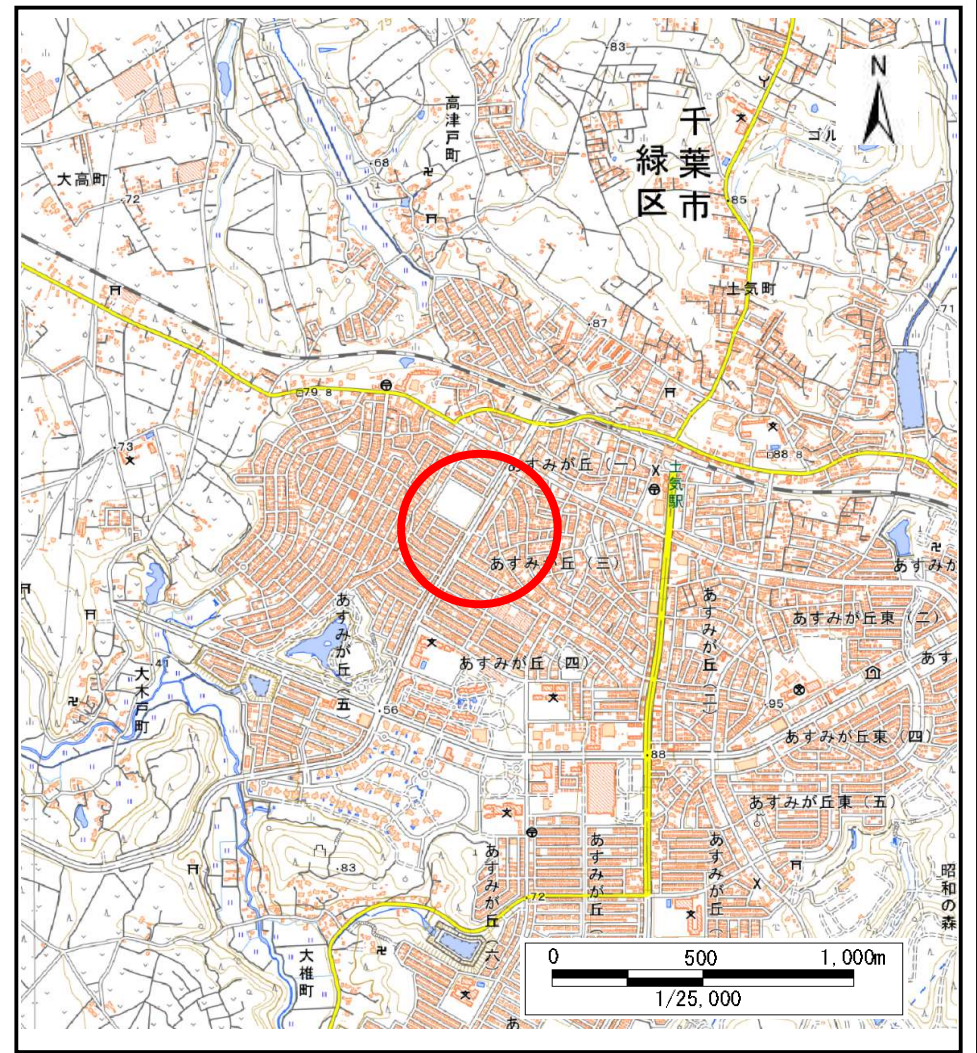 83
N
高津戸町
千葉市
緑区
ゴル
68
大高町
72
85
土気町
71
87
79.8
73
88.8
あすみが丘（一）
土気駅
あすみが丘（三）
あすみが
あすみが丘（五
あすみが丘（二）
あすみが丘東（二）
あす
41
大木戸町
あすみが丘（四）
56
95
あすみが丘東（四）
88
あすみが丘東（五）
83
あすみが丘（六）
あすみが丘（
あすみが丘（
昭和の森
72
大椎町
あ
0 500 1,000m
1/25,000